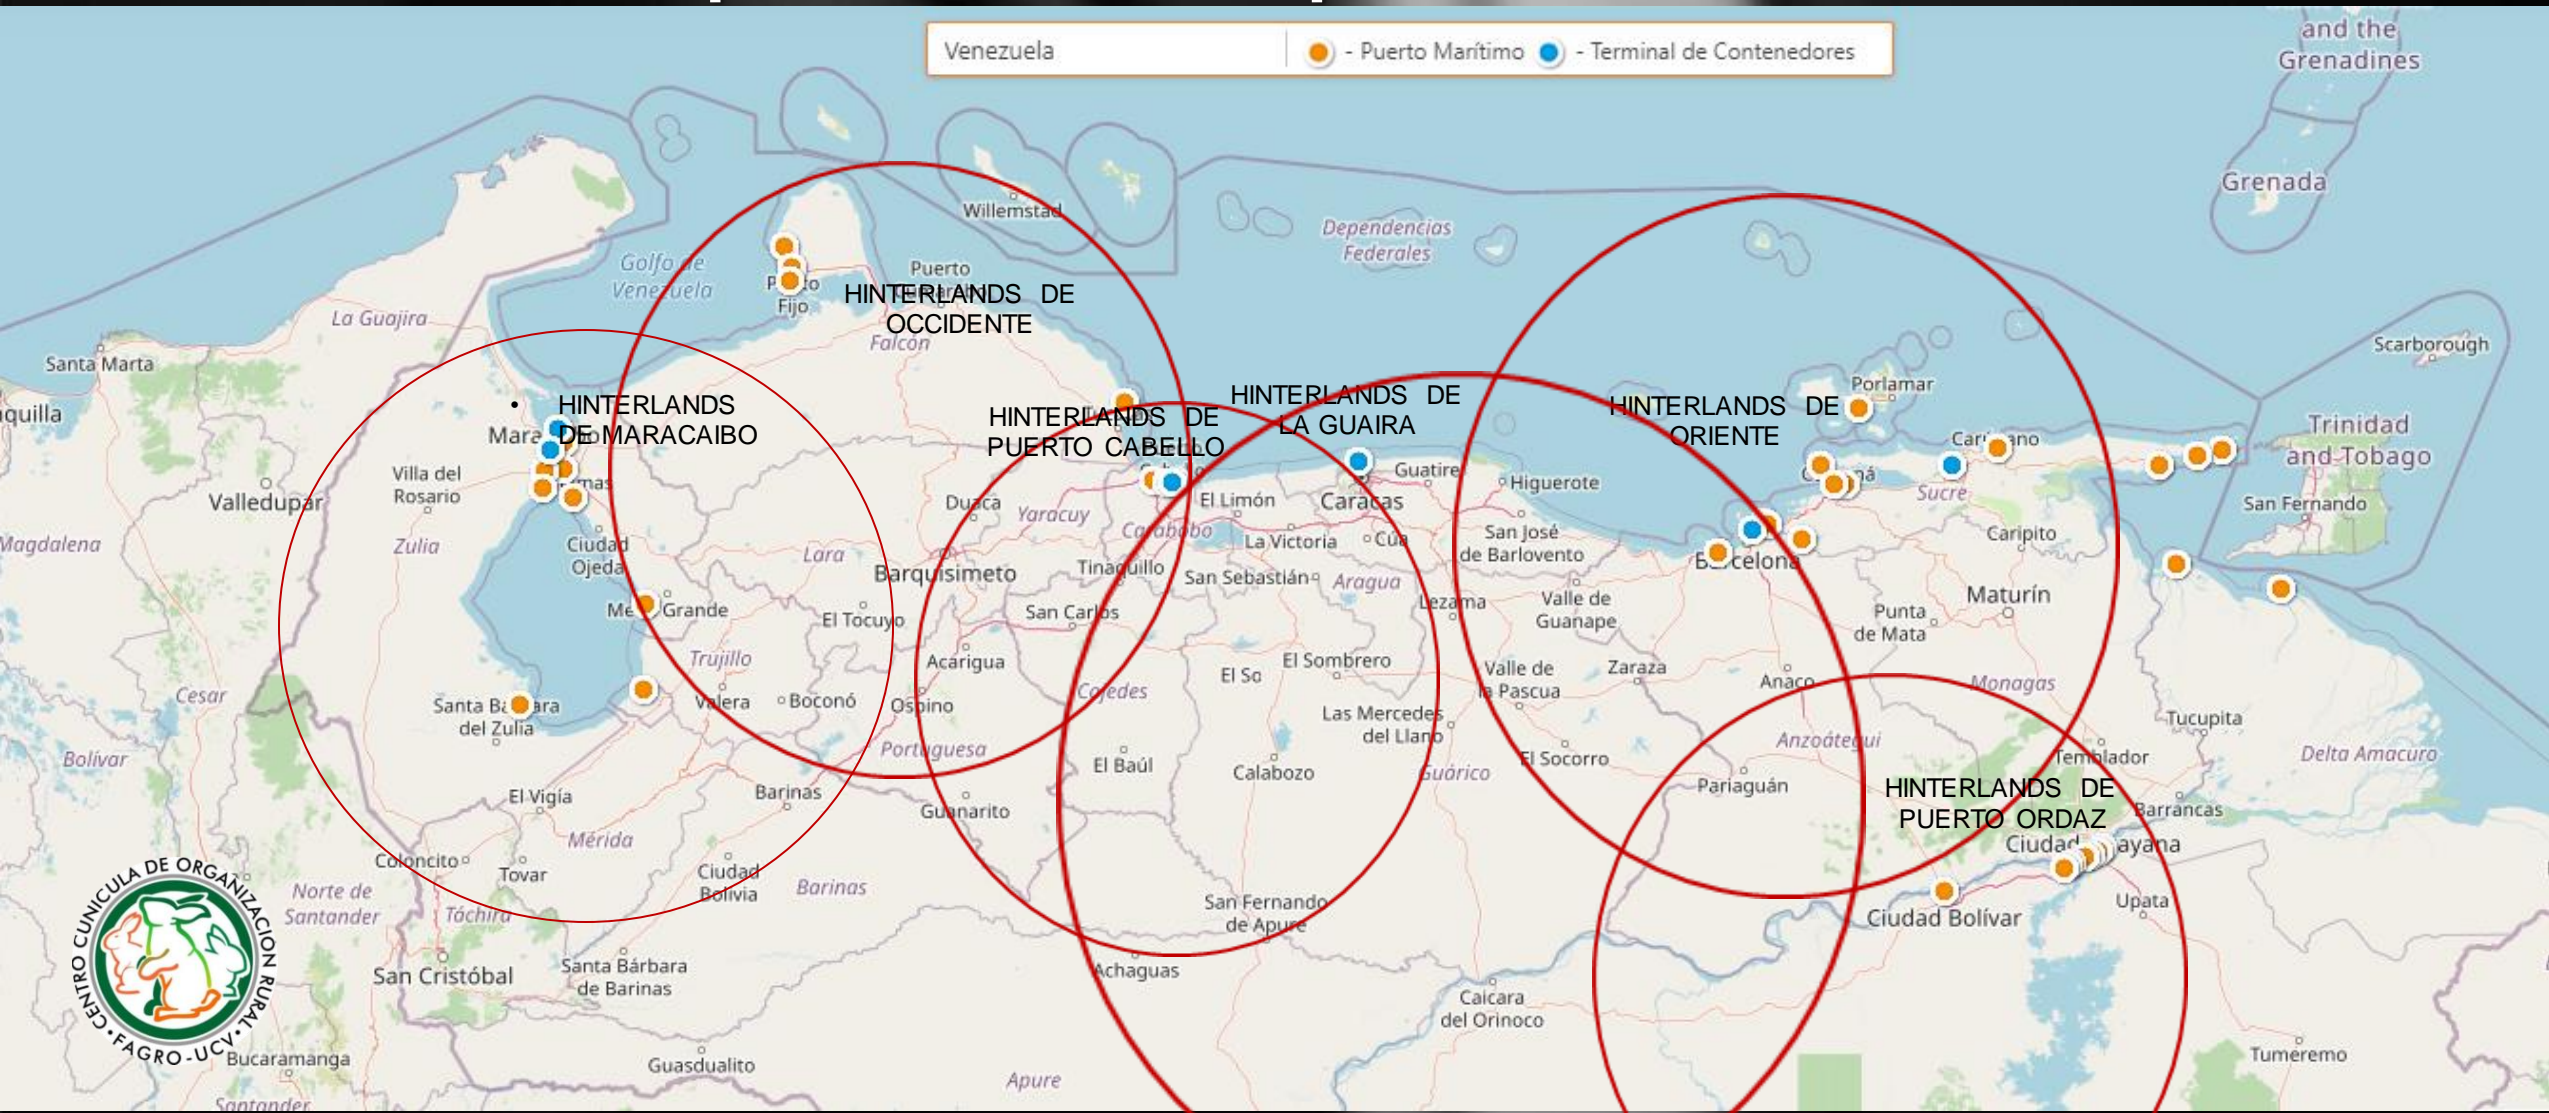 Venezuela
- Puerto Marítimo
- Terminal de Contenedores
and the
Grenadines
Grenada
Willemstad
Dependencias
Federales
Golfo de
Venezuela
Puerto
Fijo
HINTERLANDS DE
OCCIDENTE
Falcón
La Guajira
Santa Marta
Scarborough
Porlamar
HINTERLANDS
DE MARACAIBO
HINTERLANDS DE
PUERTO CABELLO
HINTERLANDS DE
LA GUAIRA
HINTERLANDS DE
ORIENTE
Trinidad
and Tobago
San Fernando
Villa del
Rosario
Valledupar
Zulia
Magdalena
Ciudad
Ojeda
Duaca
Yaracuy
Carabobo
El Limón
Caracas
Guatire
Higuerote
Sucre
Caripito
La Victoria
Cúa
San José
de Barlovento
Lara
Barquisimeto
Tinaquillo
San Sebastián
Aragua
Lezama
Valle de
Guanape
Punta
de Mata
Maturín
Grande
El Tocuyo
San Carlos
Trujillo
Acarigua
Cojedes
El Sombrero
Valle de
la Pascua
Zaraza
Anaco
Monagas
Cesar
Santa Bárbara
del Zulia
Valera
Boconó
Ospino
Las Mercedes
del Llano
Tucupita
Bolívar
Portuguesa
El Baúl
Calabozo
Guárico
El Socorro
Anzoátegui
Pariaguán
Temblador
Delta Amacuro
El Vigía
Barinas
Guanarito
HINTERLANDS DE
PUERTO ORDAZ
Barrancas
Mérida
Coloncito
Tovar
Ciudad
Bolivia
Barinas
Ciudad
ayana
Norte de
Santander
Táchira
San Fernando
de Apure
Ciudad Bolívar
Upata
San Cristóbal
Santa Bárbara
de Barinas
Achaguas
Caicara
del Orinoco
CENTRO CUNICULA DE ORGANIZACION RURAL
FAGRO-UCV
Bucaramanga
Guasdualito
Apure
Tumeremo
Santander